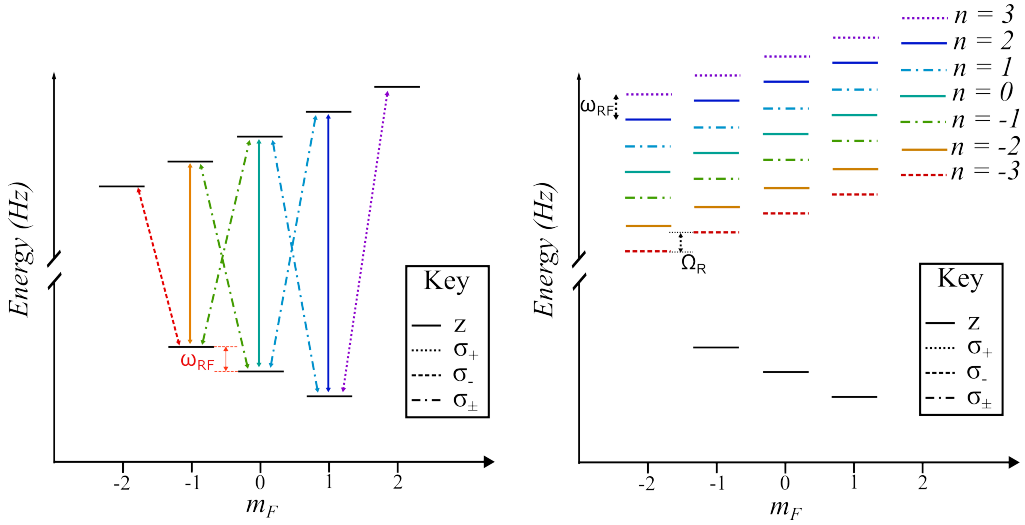 Energy (Hz)
ω_RF
Key
z
σ₊
σ₋
σ±
-2 -1 0 1 2
m_F
n = 3
n = 2
n = 1
n = 0
n = -1
n = -2
n = -3
ω_RF
Ω_R
Energy (Hz)
Key
z
σ₊
σ₋
σ±
-2 -1 0 1 2
m_F